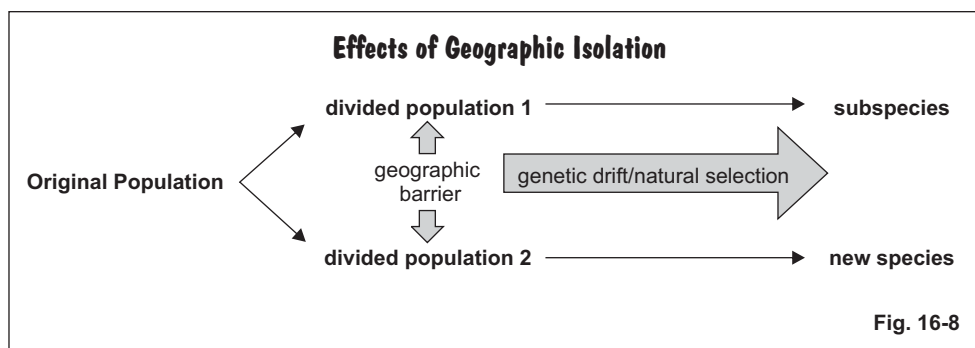 Effects of Geographic Isolation
divided population 1
subspecies
Original Population
geographic
barrier
genetic drift/natural selection
divided population 2
new species
Fig. 16-8